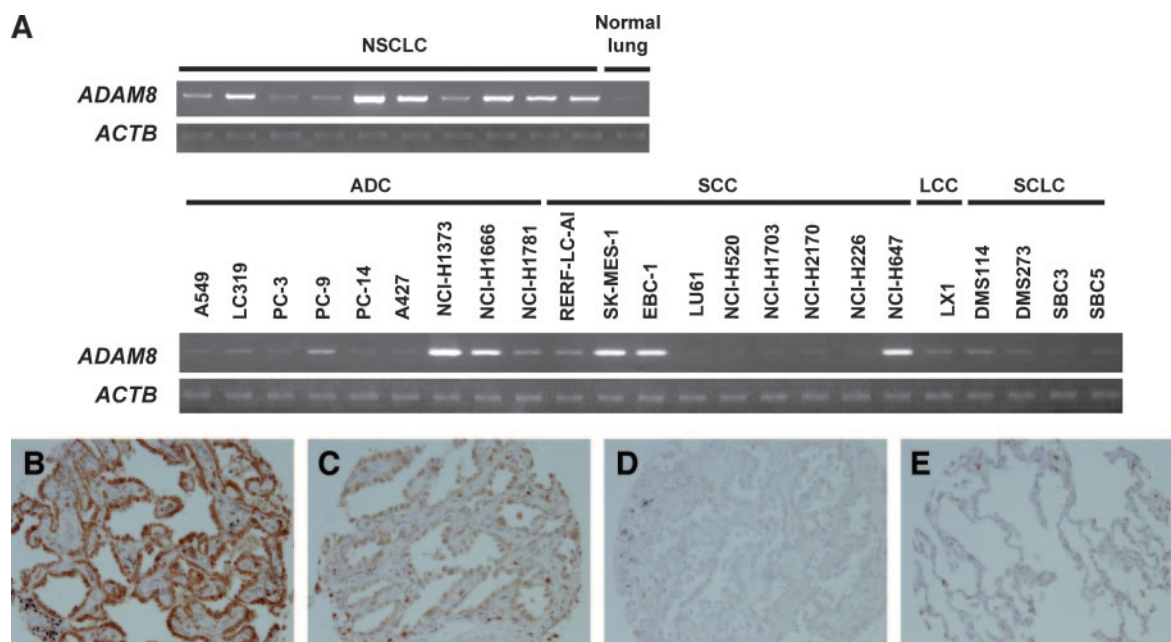 A
NSCLC
Normal
lung
ADAM8
ACTB
ADC
SCC
LCC
SCLC
A549
LC319
PC-3
PC-9
PC-14
A427
NCI-H1373
NCI-H1666
NCI-H1781
RERF-LC-AI
SK-MES-1
EBC-1
LU61
NCI-H520
NCI-H1703
NCI-H2170
NCI-H226
NCI-H647
LX1
DMS114
DMS273
SBC3
SBC5
ADAM8
ACTB
B
C
D
E